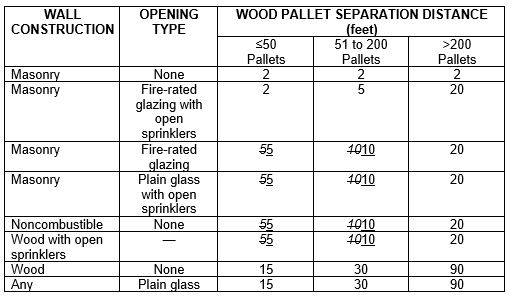 WALL OPENING WOOD PALLET SEPARATION DISTANCE
CONSTRUCTION TYPE (feet)
≤50 51 to 200 >200
Pallets Pallets Pallets
Masonry None 2 2 2
Masonry Fire-rated 2 5 20
glazing with
open
sprinklers
Masonry Fire-rated 55 1010 20
glazing
Masonry Plain glass 55 1010 20
with open
sprinklers
Noncombustible None 55 1010 20
Wood with open — 55 1010 20
sprinklers
Wood None 15 30 90
Any Plain glass 15 30 90